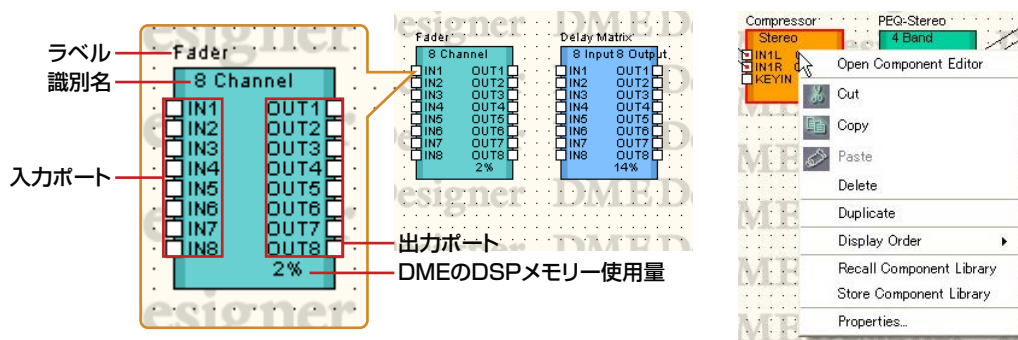 ラベル
識別名
入力ポート
Fader
8 Channel
IN1 OUT1
IN2 OUT2
IN3 OUT3
IN4 OUT4
IN5 OUT5
IN6 OUT6
IN7 OUT7
IN8 OUT8
2%
esigner
出力ポート
DMEのDSPメモリー使用量
Fader
8 Channel
IN1 OUT1
IN2 OUT2
IN3 OUT3
IN4 OUT4
IN5 OUT5
IN6 OUT6
IN7 OUT7
IN8 OUT8
2%
Delay Matrix
8 Input 8 Output
IN1 OUT1
IN2 OUT2
IN3 OUT3
IN4 OUT4
IN5 OUT5
IN6 OUT6
IN7 OUT7
IN8 OUT8
14%
esigner DME D
Compressor
Stereo
IN1L
IN1R
KEYIN
PEQ-Stereo
4 Band
Open Component Editor
Cut
Copy
Paste
Delete
Duplicate
Display Order
Recall Component Library
Store Component Library
Properties...